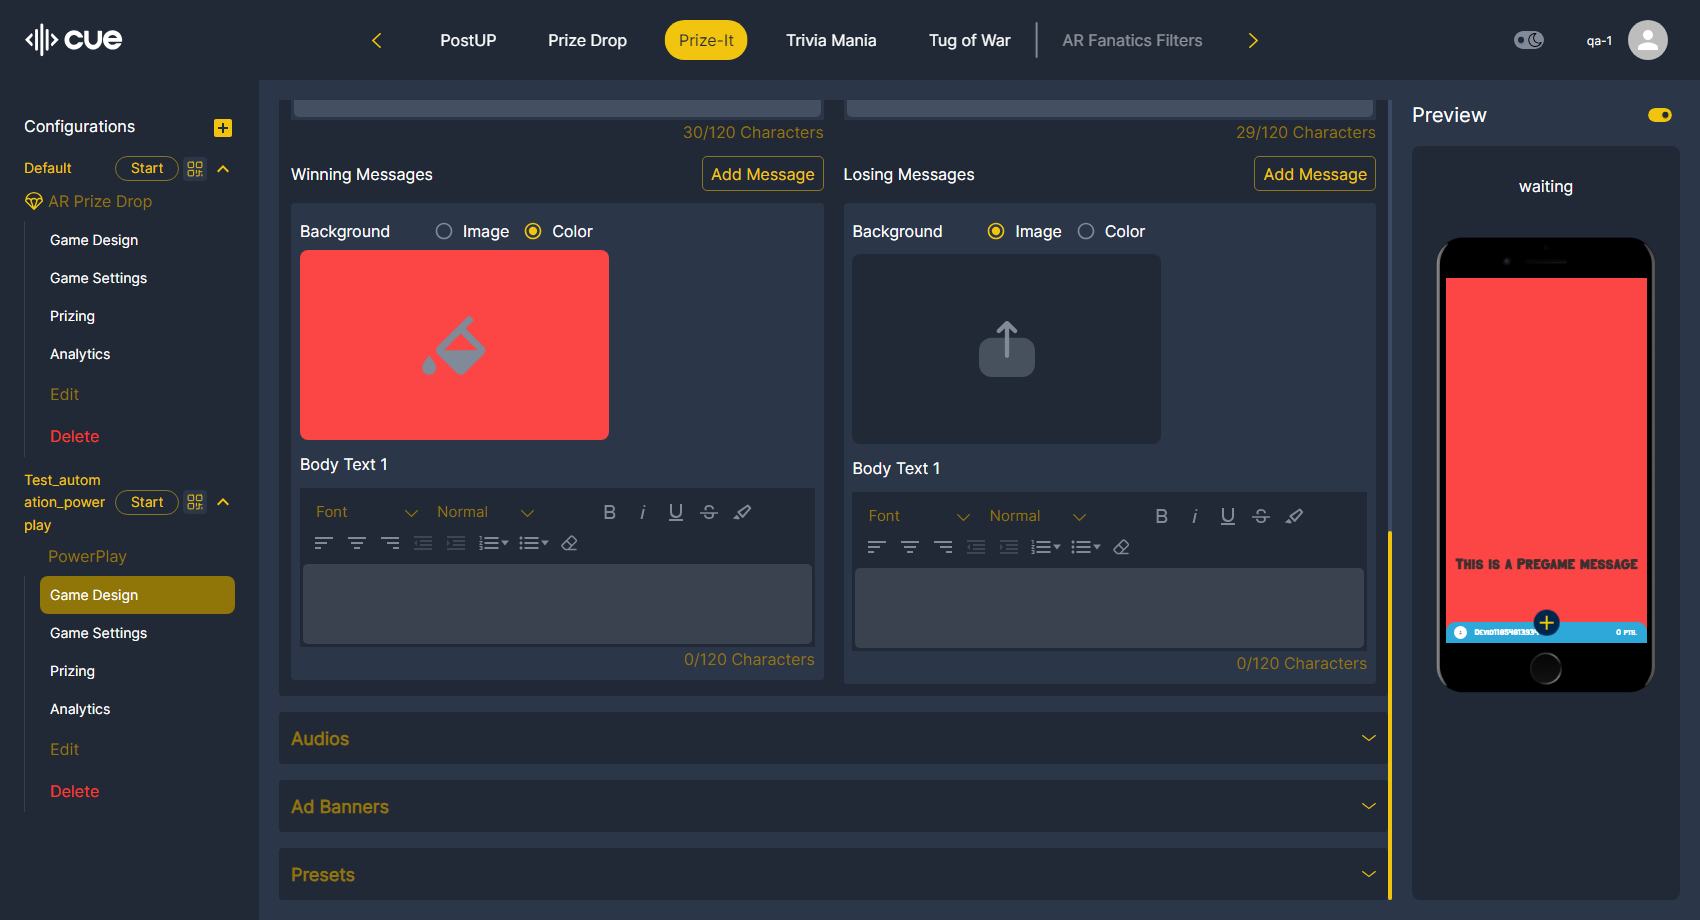 cue
PostUP
Prize Drop
Prize-It
Trivia Mania
Tug of War
AR Fanatics Filters
qa-1
Configurations
Default
Start
AR Prize Drop
Game Design
Game Settings
Prizing
Analytics
Edit
Delete
Test_autom
ation_power
play
Start
PowerPlay
Game Design
Game Settings
Prizing
Analytics
Edit
Delete
30/120 Characters
29/120 Characters
Winning Messages
Add Message
Losing Messages
Add Message
Background
Image
Color
Background
Image
Color
Body Text 1
Body Text 1
Font
Normal
B i U S
Font
Normal
B i U S
0/120 Characters
0/120 Characters
Audios
Ad Banners
Presets
Preview
waiting
This is a Pregame message
0 pts.